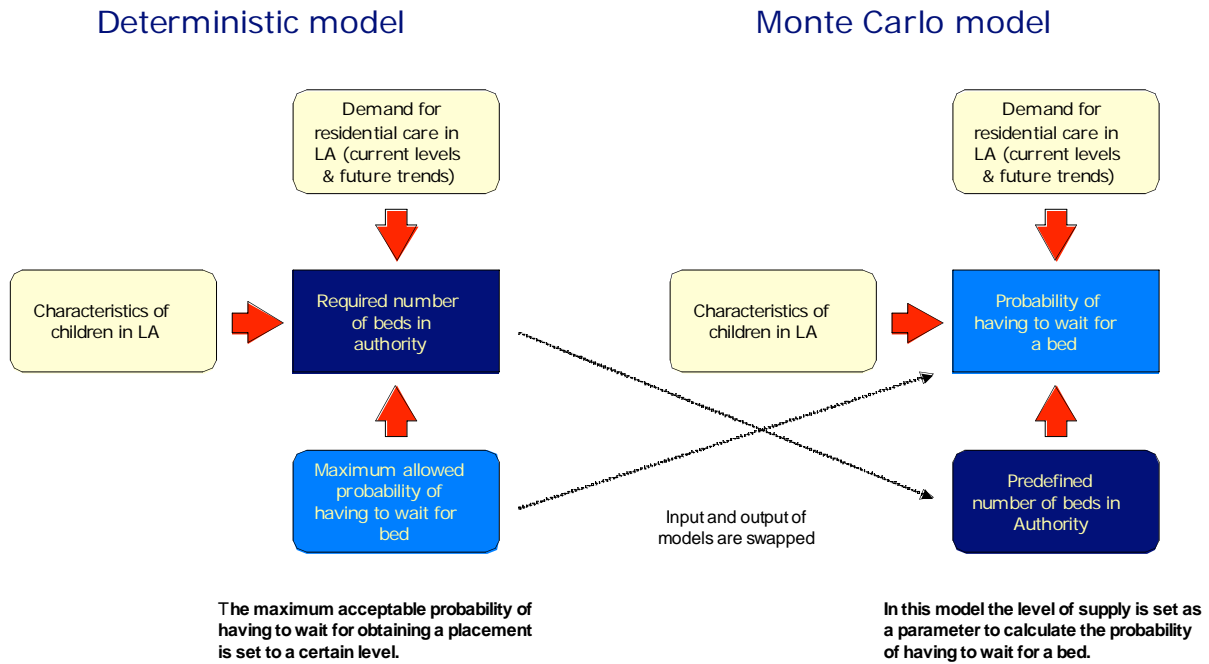 Deterministic model
Monte Carlo model
Demand for
residential care in
LA (current levels
& future trends)
Demand for
residential care in
LA (current levels
& future trends)
Characteristics of
children in LA
Required number
of beds in
authority
Characteristics of
children in LA
Probability of
having to wait for
a bed
Maximum allowed
probability of
having to wait for
bed
Input and output of
models are swapped
Predefined
number of beds in
Authority
The maximum acceptable probability of
having to wait for obtaining a placement
is set to a certain level.
In this model the level of supply is set as
a parameter to calculate the probability
of having to wait for a bed.